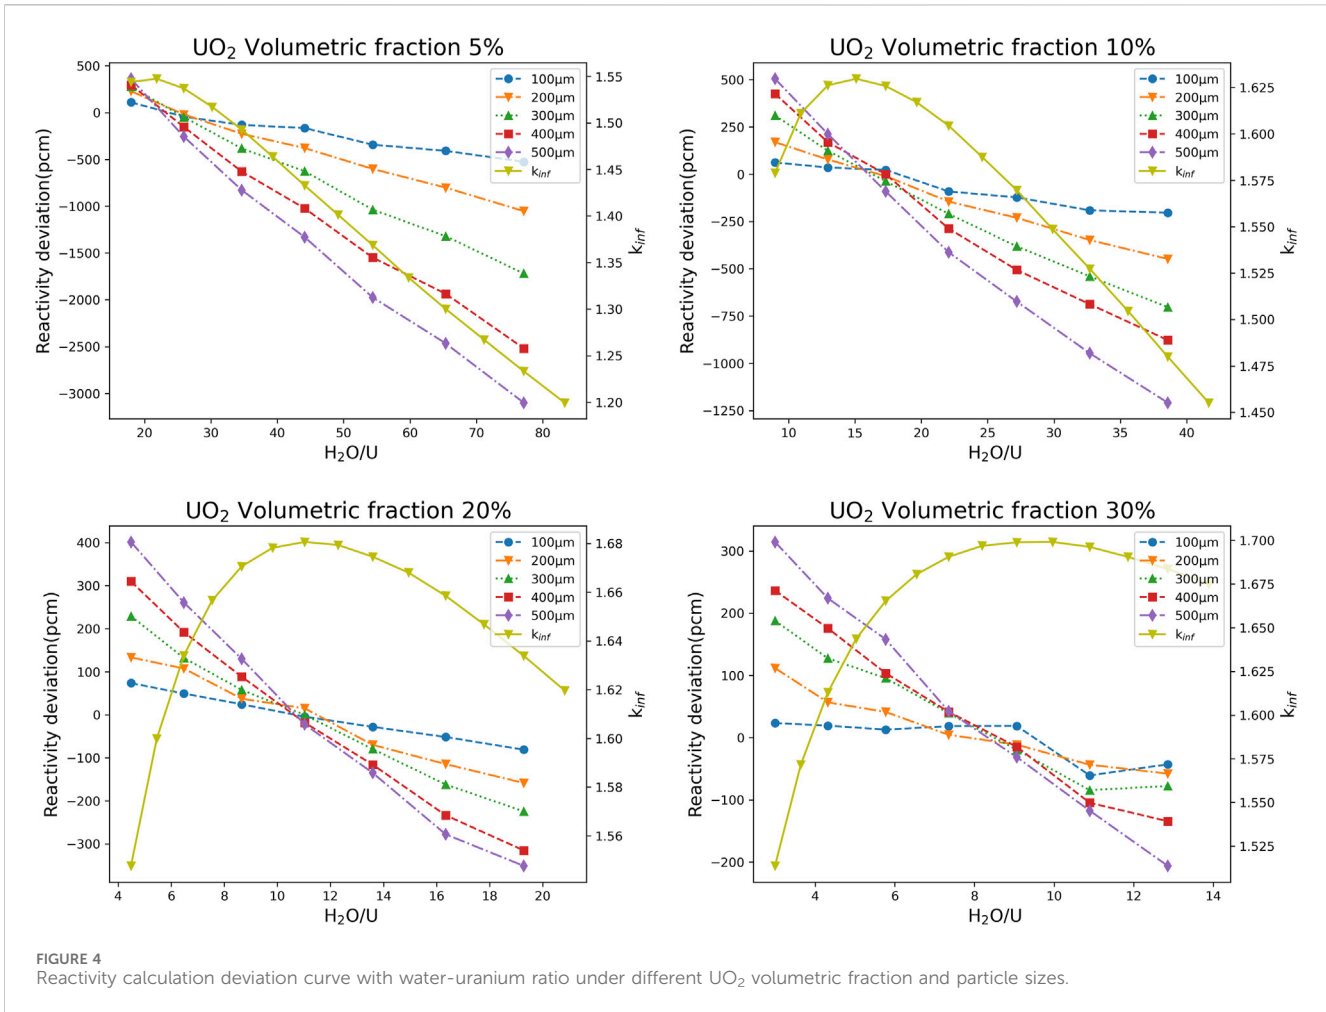 UO2 Volumetric fraction 5%
500
0
−500
−1000
−1500
−2000
−2500
−3000
Reactivity deviation(pcm)
100μm
200μm
300μm
400μm
500μm
kinf
1.55
1.50
1.45
1.40
1.35
1.30
1.25
1.20
kinf
20 30 40 50 60 70 80
H2O/U
UO2 Volumetric fraction 10%
500
250
0
−250
−500
−750
−1000
−1250
Reactivity deviation(pcm)
100μm
200μm
300μm
400μm
500μm
kinf
1.625
1.600
1.575
1.550
1.525
1.500
1.475
1.450
kinf
10 15 20 25 30 35 40
H2O/U
UO2 Volumetric fraction 20%
400
300
200
100
0
−100
−200
−300
Reactivity deviation(pcm)
100μm
200μm
300μm
400μm
500μm
kinf
1.68
1.66
1.64
1.62
1.60
1.58
1.56
kinf
4 6 8 10 12 14 16 18 20
H2O/U
UO2 Volumetric fraction 30%
300
200
100
0
−100
−200
Reactivity deviation(pcm)
100μm
200μm
300μm
400μm
500μm
kinf
1.700
1.675
1.650
1.625
1.600
1.575
1.550
1.525
kinf
4 6 8 10 12 14
H2O/U
FIGURE 4
Reactivity calculation deviation curve with water-uranium ratio under different UO2 volumetric fraction and particle sizes.